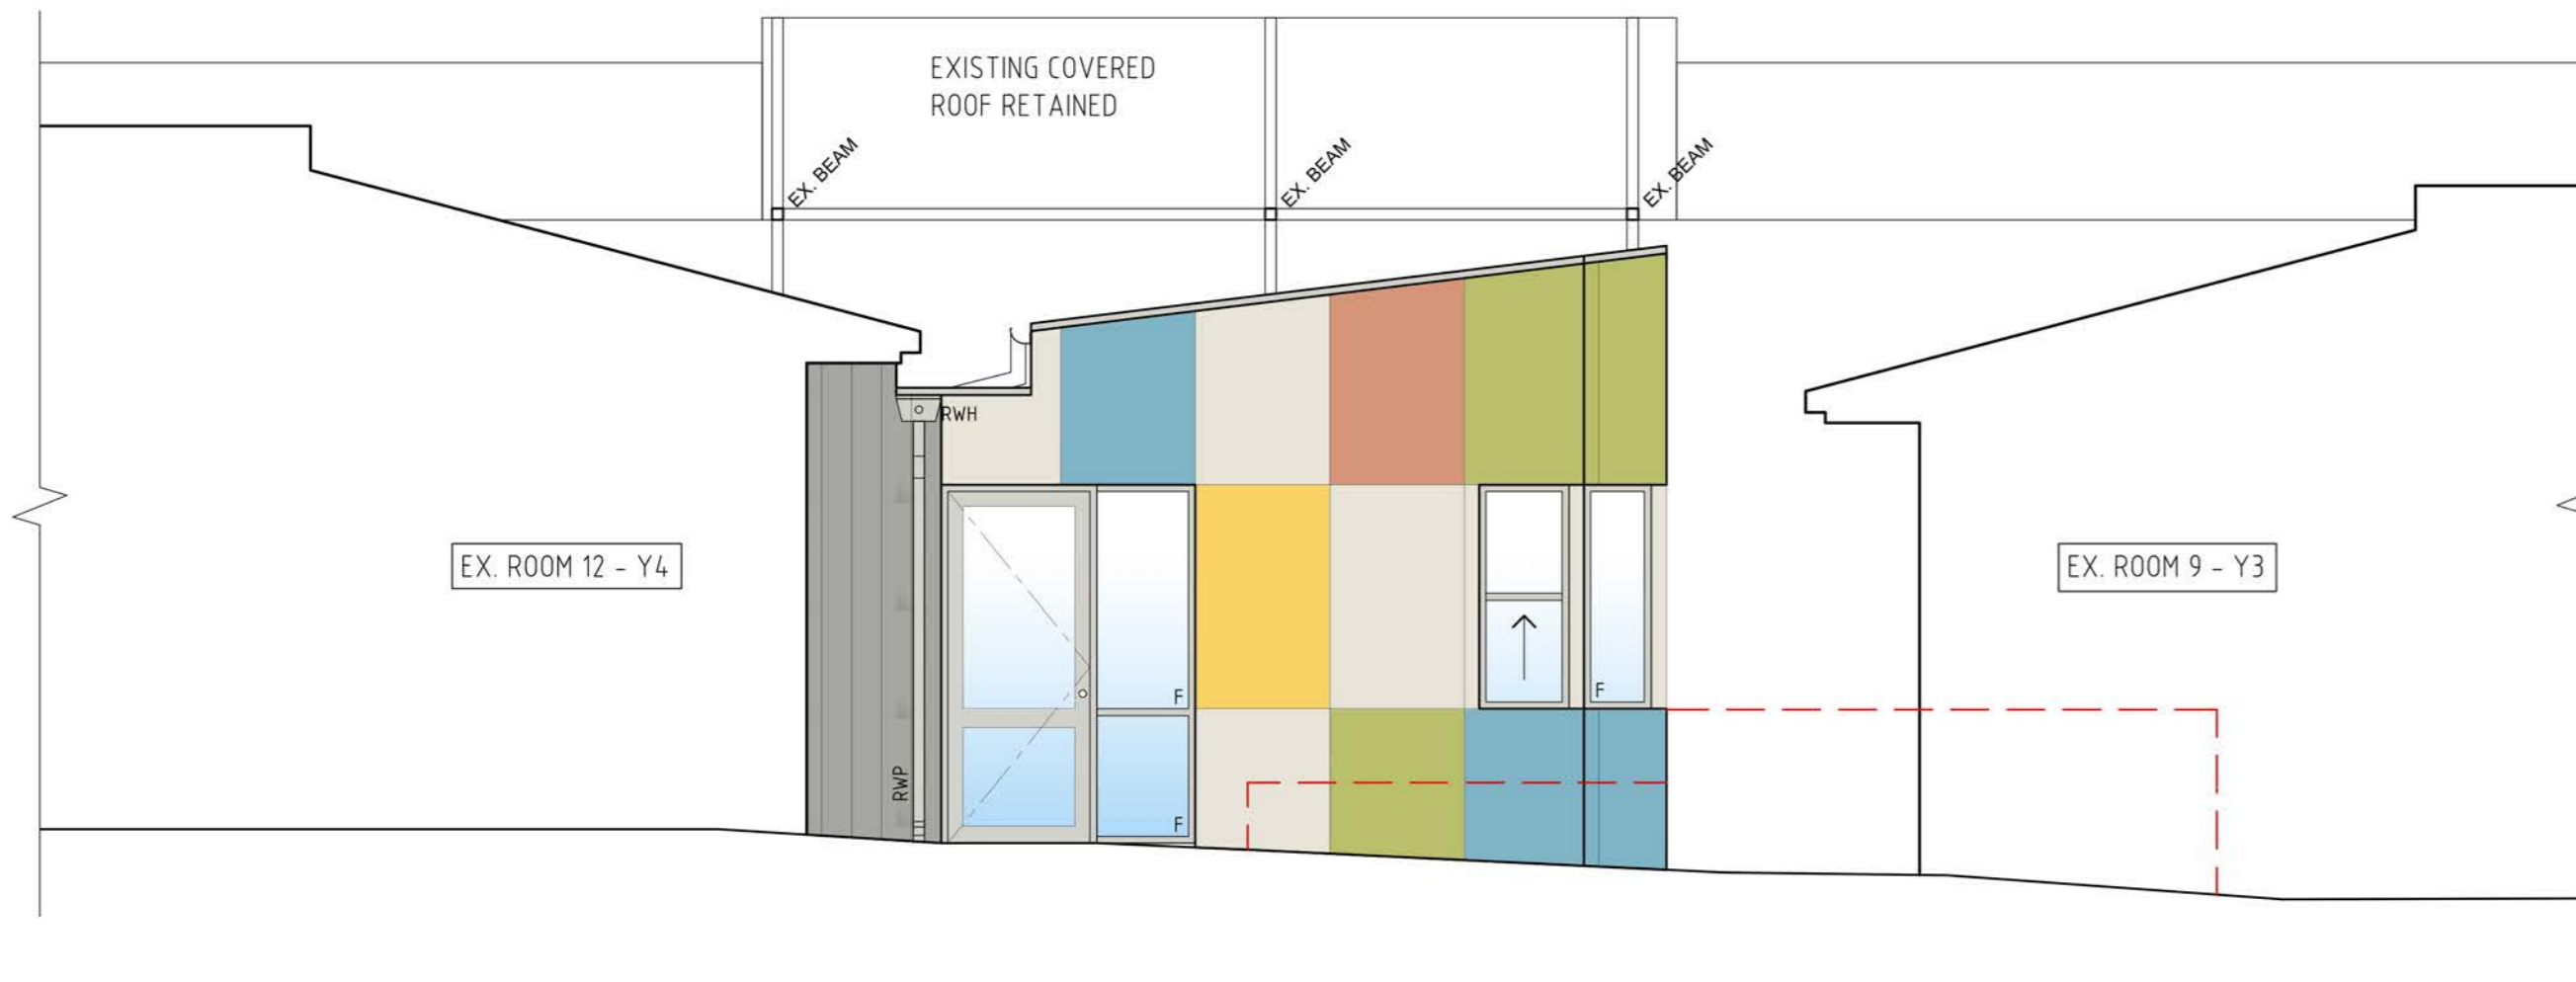 EXISTING COVERED
ROOF RETAINED
EX. BEAM
EX. BEAM
EX. BEAM
RWH
EX. ROOM 12 - Y4
EX. ROOM 9 - Y3
F
F
RWP
F